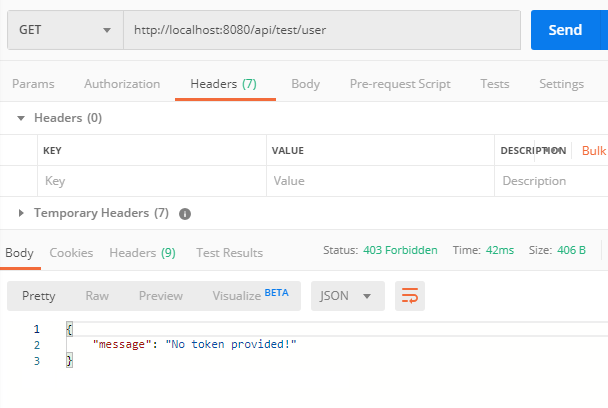 GET http://localhost:8080/api/test/user Send
Params Authorization Headers (7) Body Pre-request Script Tests Settings
Headers (0)
KEY VALUE DESCRIPTION Bulk
Key Value Description
Temporary Headers (7)
Body Cookies Headers (9) Test Results Status: 403 Forbidden Time: 42ms Size: 406 B
Pretty Raw Preview Visualize BETA JSON
1 {
2 "message": "No token provided!"
3 }